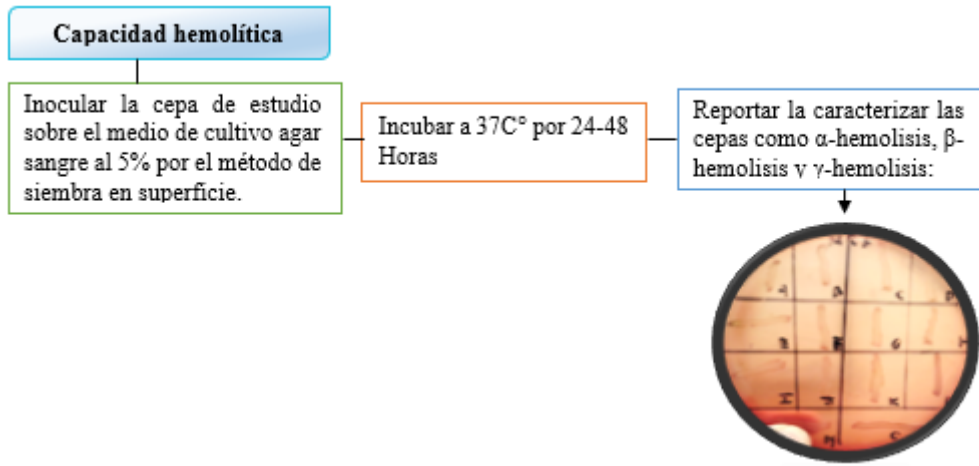 Capacidad hemolítica
Inocular la cepa de estudio
sobre el medio de cultivo agar
sangre al 5% por el método de
siembra en superfície.
Incubar a 37C° por 24-48
Horas
Reportar la caracterizar las
cepas como α-hemolisis, β-
hemolisis y γ-hemolisis: